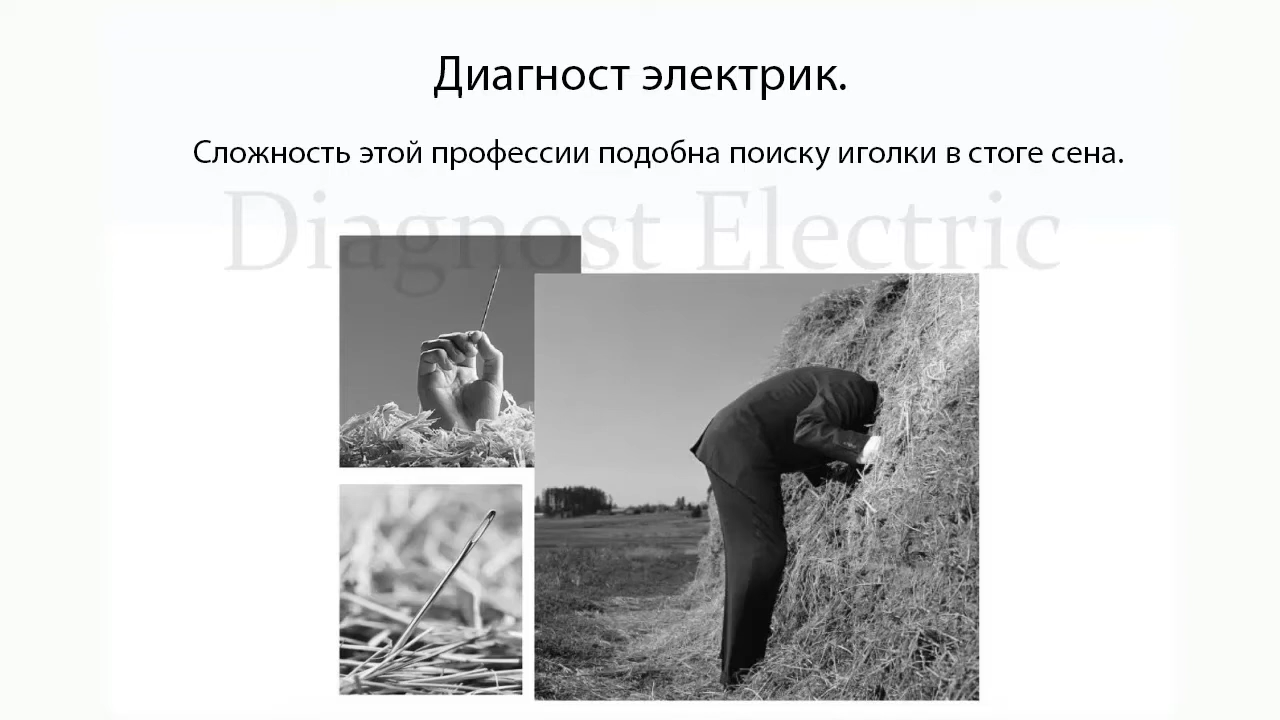 Диагност электрик.
Сложность этой профессии подобна поиску иголки в стоге сена.
Diagnost Electric